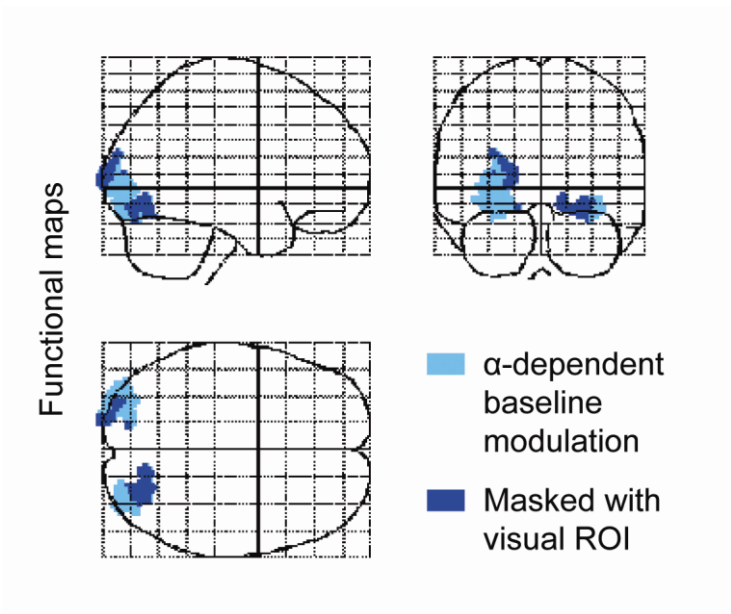 Functional maps
α-dependent
baseline
modulation
Masked with
visual ROI